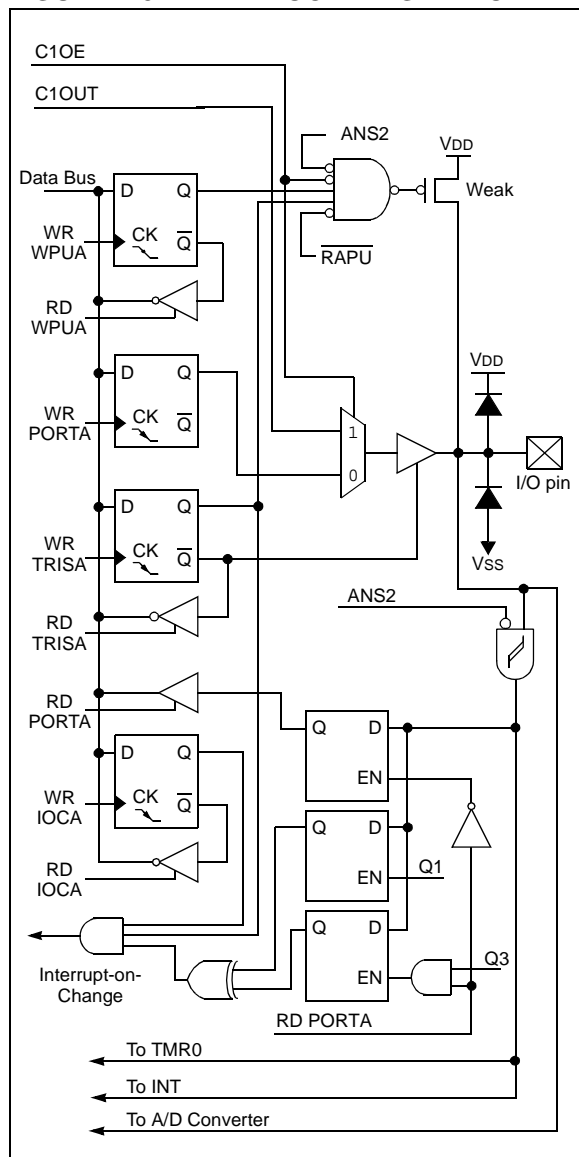 C1OE
C1OUT
ANS2
VDD
Data Bus
D
Q
Weak
WR
WPUA
CK
Q
RAPU
RD
WPUA
D
Q
VDD
WR
PORTA
CK
Q
1
0
I/O pin
D
Q
WR
TRISA
CK
Q
VSS
ANS2
RD
TRISA
RD
PORTA
Q
D
D
Q
EN
WR
IOCA
CK
Q
Q
D
RD
IOCA
EN
Q1
Q
D
Q3
EN
Interrupt-on-
Change
RD PORTA
To TMR0
To INT
To A/D Converter